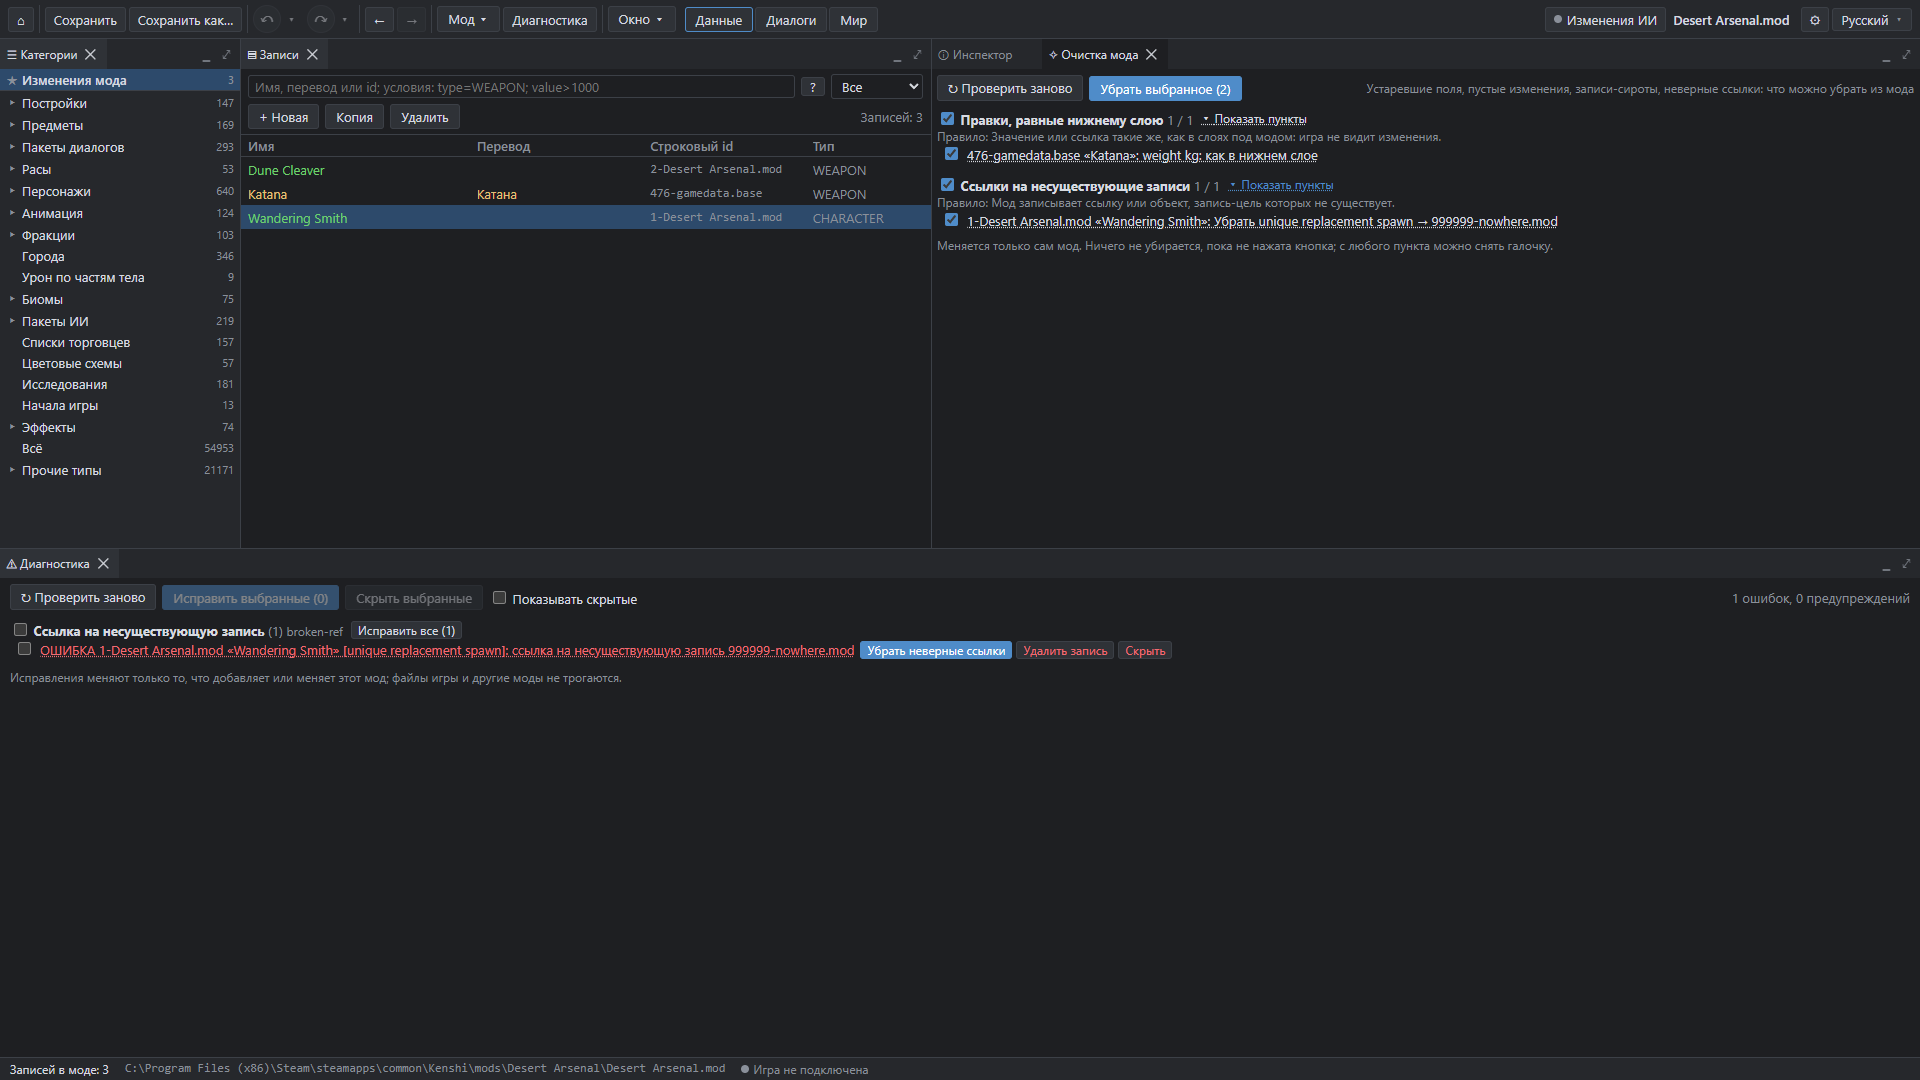 Сохранить Сохранить как... Мод Диагностика Окно Данные Диалоги Мир Изменения ИИ Desert Arsenal.mod Русский
Категории
Изменения мода 3
Постройки 147
Предметы 169
Пакеты диалогов 293
Расы 53
Персонажи 640
Анимация 124
Фракции 103
Города 346
Урон по частям тела 9
Биомы 75
Пакеты ИИ 219
Списки торговцев 157
Цветовые схемы 57
Исследования 181
Начала игры 13
Эффекты 74
Всё 54953
Прочие типы 21171
Записи
Имя, перевод или id; условия: type=WEAPON; value>1000 ? Все
+ Новая Копия Удалить Записей: 3
Имя Перевод Строковый id Тип
Dune Cleaver 2-Desert Arsenal.mod WEAPON
Katana Катана 476-gamedata.base WEAPON
Wandering Smith 1-Desert Arsenal.mod CHARACTER
Инспектор Очистка мода
Проверить заново Убрать выбранное (2) Устаревшие поля, пустые изменения, записи-сироты, неверные ссылки: что можно убрать из мода
Правки, равные нижнему слою 1 / 1 Показать пункты
Правило: Значение или ссылка такие же, как в слоях под модом: игра не видит изменения.
476-gamedata.base «Katana»: weight kg: как в нижнем слое
Ссылки на несуществующие записи 1 / 1 Показать пункты
Правило: Мод записывает ссылку или объект, запись-цель которых не существует.
1-Desert Arsenal.mod «Wandering Smith»: Убрать unique replacement spawn → 999999-nowhere.mod
Меняется только сам мод. Ничего не убирается, пока не нажата кнопка; с любого пункта можно снять галочку.
Диагностика
Проверить заново Исправить выбранные (0) Скрыть выбранные Показывать скрытые 1 ошибок, 0 предупреждений
Ссылка на несуществующую запись (1) broken-ref Исправить все (1)
ОШИБКА 1-Desert Arsenal.mod «Wandering Smith» [unique replacement spawn]: ссылка на несуществующую запись 999999-nowhere.mod Убрать неверные ссылки Удалить запись Скрыть
Исправления меняют только то, что добавляет или меняет этот мод; файлы игры и другие моды не трогаются.
Записей в моде: 3 C:\Program Files (x86)\Steam\steamapps\common\Kenshi\mods\Desert Arsenal\Desert Arsenal.mod Игра не подключена